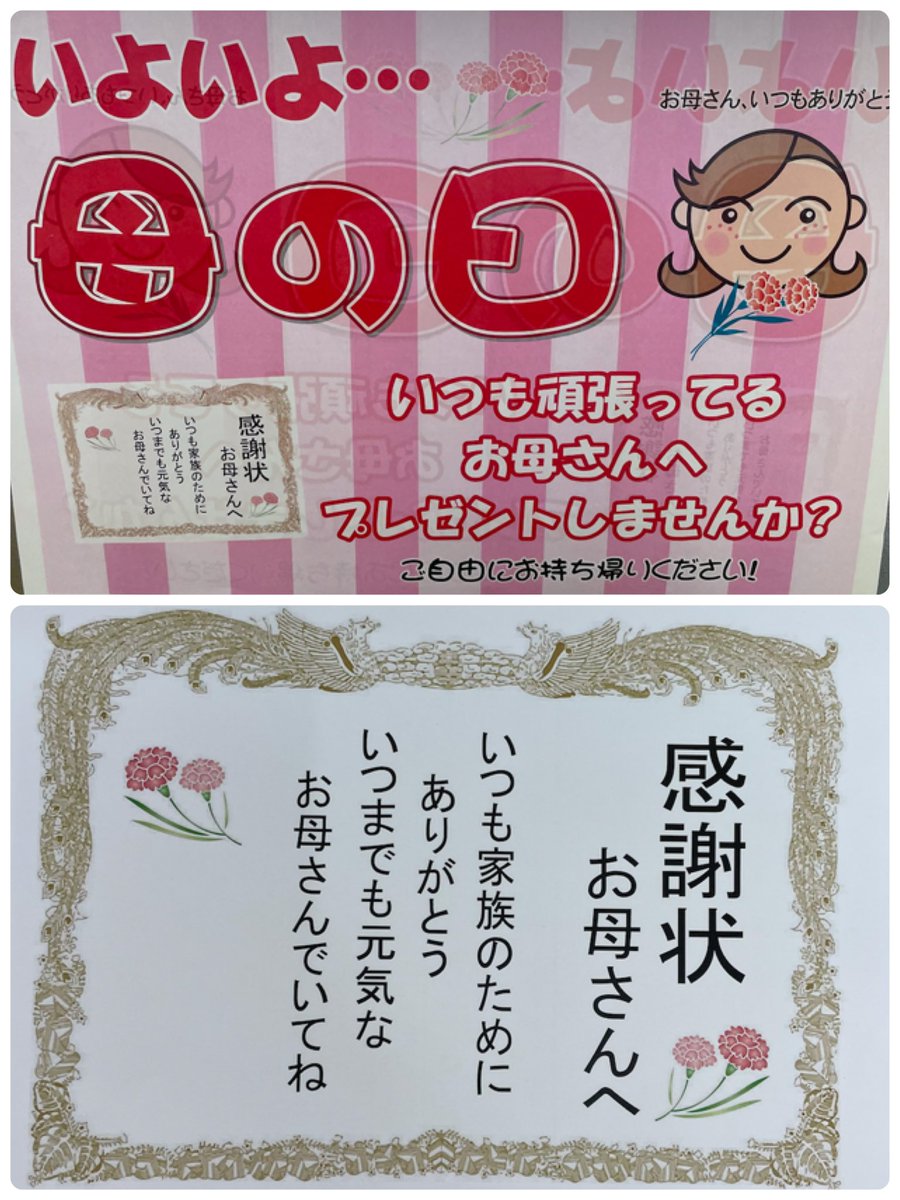 いよいよ…
お母さん、いつもありがとう
母の日
いつも頑張ってる
お母さんへ
プレゼントしませんか?
ご自由にお持ち帰りください!
感謝状
お母さんへ
いつも家族のために
ありがとう
いつまでも元気な
お母さんでいてね
感謝状
お母さんへ
いつも家族のために
ありがとう
いつまでも元気な
お母さんでいてね